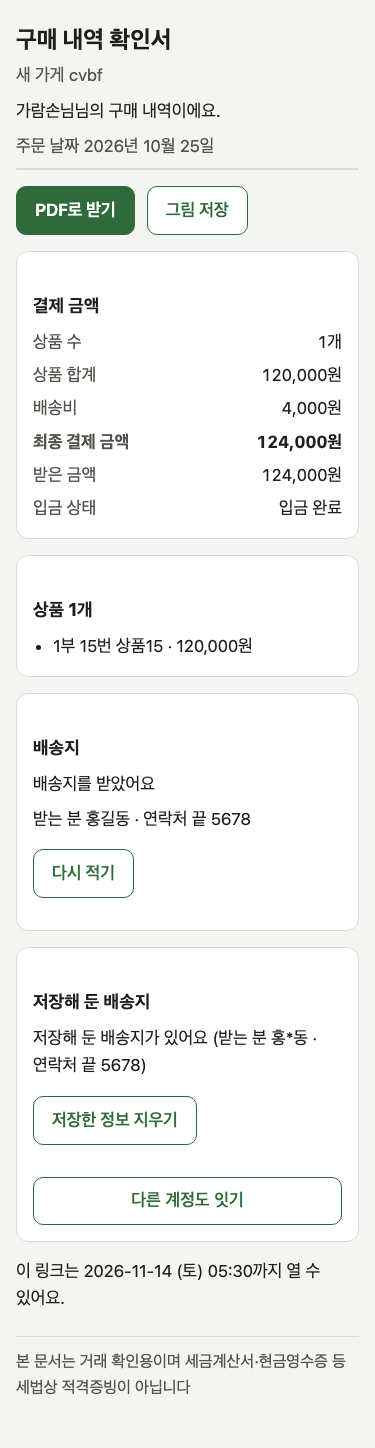 구매 내역 확인서
새 가게 cvbf
가람손님님의 구매 내역이에요.
주문 날짜 2026년 10월 25일
PDF로 받기
그림 저장
결제 금액
상품 수 1개
상품 합계 120,000원
배송비 4,000원
최종 결제 금액 124,000원
받은 금액 124,000원
입금 상태 입금 완료
상품 1개
• 1부 15번 상품15 · 120,000원
배송지
배송지를 받았어요
받는 분 홍길동 · 연락처 끝 5678
다시 적기
저장해 둔 배송지
저장해 둔 배송지가 있어요 (받는 분 홍*동 ·
연락처 끝 5678)
저장한 정보 지우기
다른 계정도 잇기
이 링크는 2026-11-14 (토) 05:30까지 열 수
있어요.
본 문서는 거래 확인용이며 세금계산서·현금영수증 등
세법상 적격증빙이 아닙니다